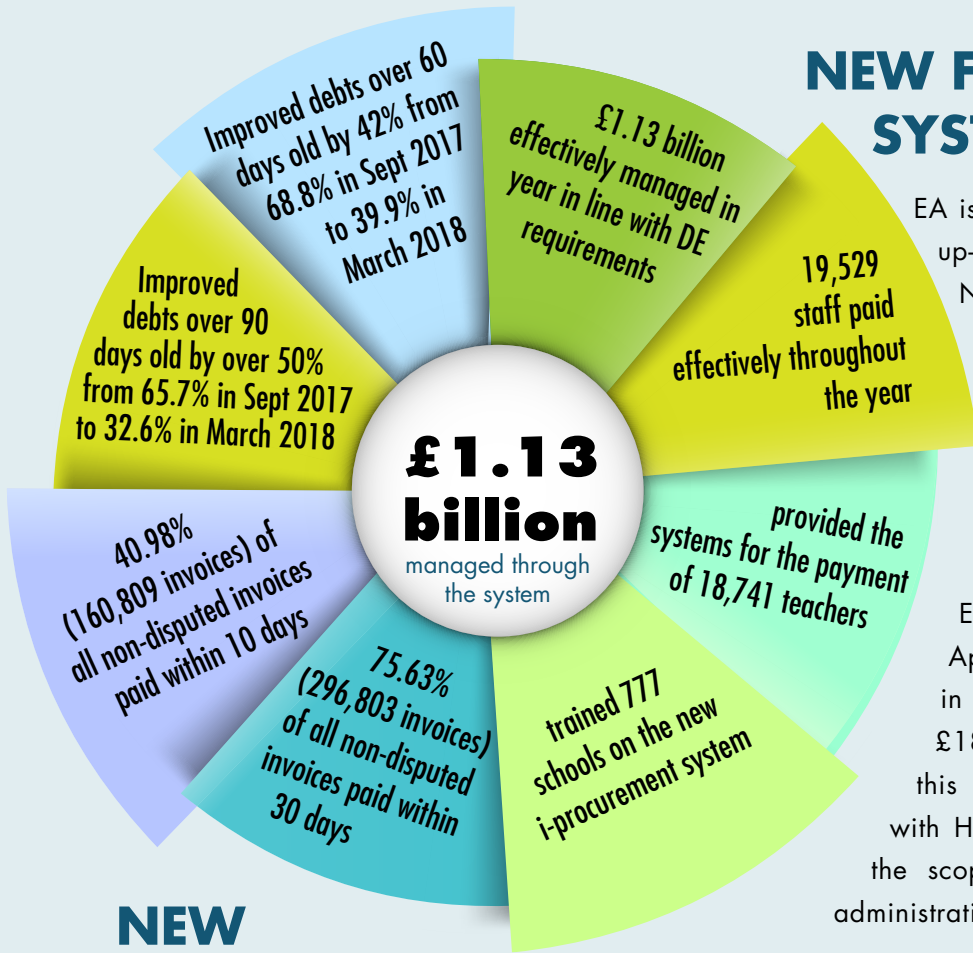 Improved debts over 60
days old by 42% from
68.8% in Sept 2017
to 39.9% in
March 2018
£1.13 billion
effectively managed in
year in line with DE
requirements
19,529
staff paid
effectively throughout
the year
provided the
systems for the payment
of 18,741 teachers
trained 777
schools on the new
i-procurement system
75.63%
(296,803 invoices)
of all non-disputed
invoices paid within
30 days
40.98%
(160,809 invoices) of
all non-disputed invoices
paid within 10 days
Improved
debts over 90
days old by over 50%
from 65.7% in Sept 2017
to 32.6% in March 2018
£1.13
billion
managed through
the system
NEW
SYST
EA is
up-
this
with H
the scop
administrati
in
£18
NEW